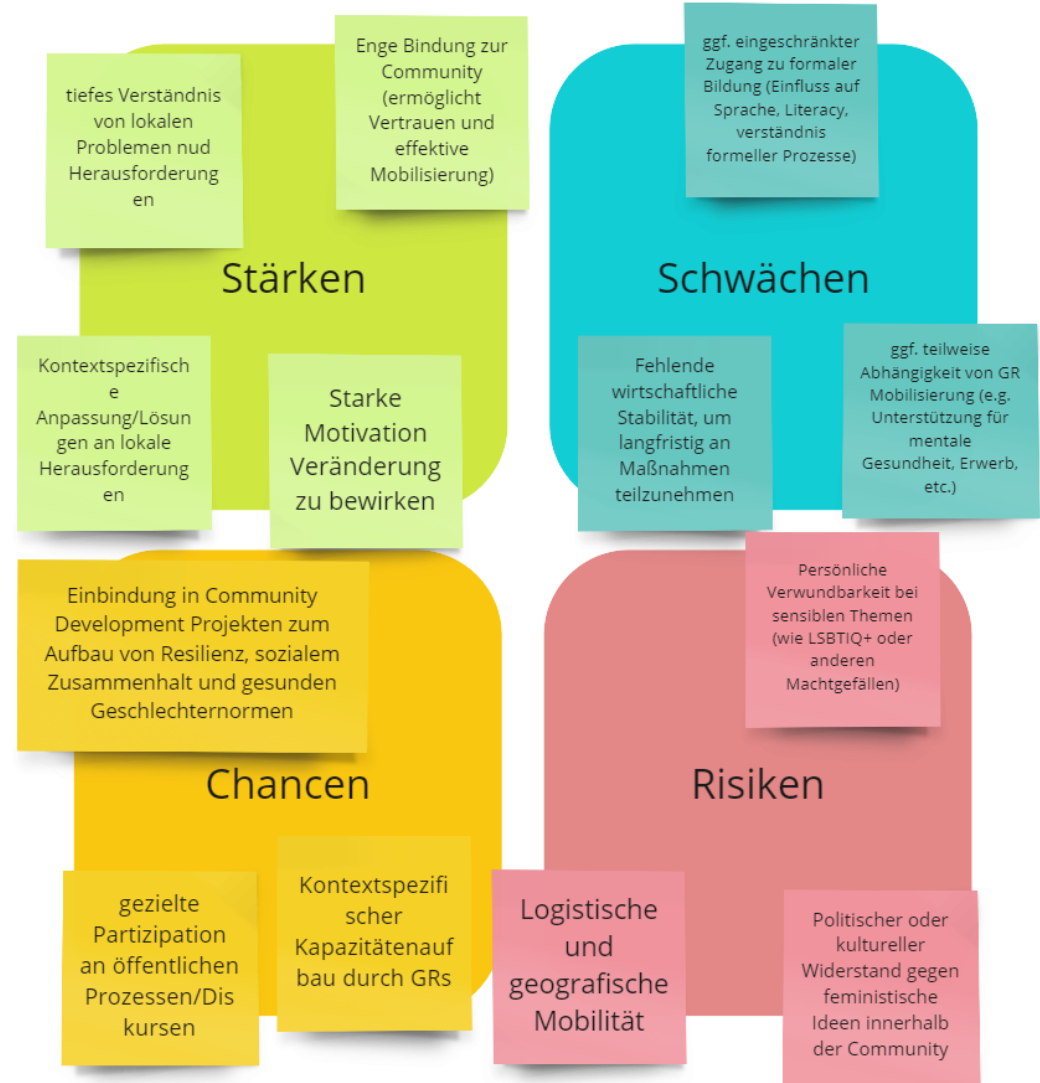 tiefes Verständnis
von lokalen
Problemen nud
Herausforderung
en
Enge Bindung zur
Community
(ermöglicht
Vertrauen und
effektive
Mobilisierung)
Stärken
Kontextspezifisch
e
Anpassung/Lösun
gen an lokale
Herausforderung
en
Starke
Motivation
Veränderung
zu bewirken
ggf. eingeschränkter
Zugang zu formaler
Bildung (Einfluss auf
Sprache, Literacy,
verständnis
formeller Prozesse)
Schwächen
Fehlende
wirtschaftliche
Stabilität, um
langfristig an
Maßnahmen
teilzunehmen
ggf. teilweise
Abhängigkeit von GR
Mobilisierung (e.g.
Unterstützung für
mentale
Gesundheit, Erwerb,
etc.)
Einbindung in Community
Development Projekten zum
Aufbau von Resilienz, sozialem
Zusammenhalt und gesunden
Geschlechternormen
Chancen
gezielte
Partizipation
an öffentlichen
Prozessen/Dis
kursen
Kontextspezifi
scher
Kapazitätenauf
bau durch GRs
Persönliche
Verwundbarkeit bei
sensiblen Themen
(wie LSBTIQ+ oder
anderen
Machtgefällen)
Risiken
Logistische
und
geografische
Mobilität
Politischer oder
kultureller
Widerstand gegen
feministische
Ideen innerhalb
der Community